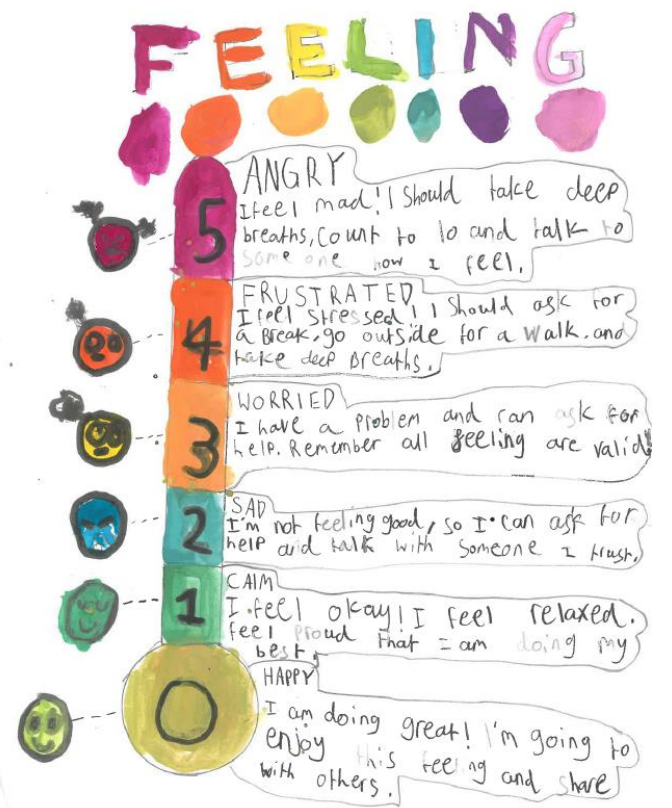 FEELING
5
ANGRY
I feel mad! I Should take deep
breaths, Count to 10 and talk to
some one how I feel.
4
FRUSTRATED
I feel stressed! I Should ask for
a Break, go outside for a Walk. and
take deep Breaths.
3
WORRIED
I have a problem and can ask for
help. Remember all feeling are valid
2
SAD
I'm not feeling good, so I can ask for
help and talk with Someone I trust.
1
CAlM
I feel okay! I feel relaxed.
feel proud that I am doing my
best.
0
HAPPY
I am doing great! I'm going to
enjoy this feeling and share
with others.